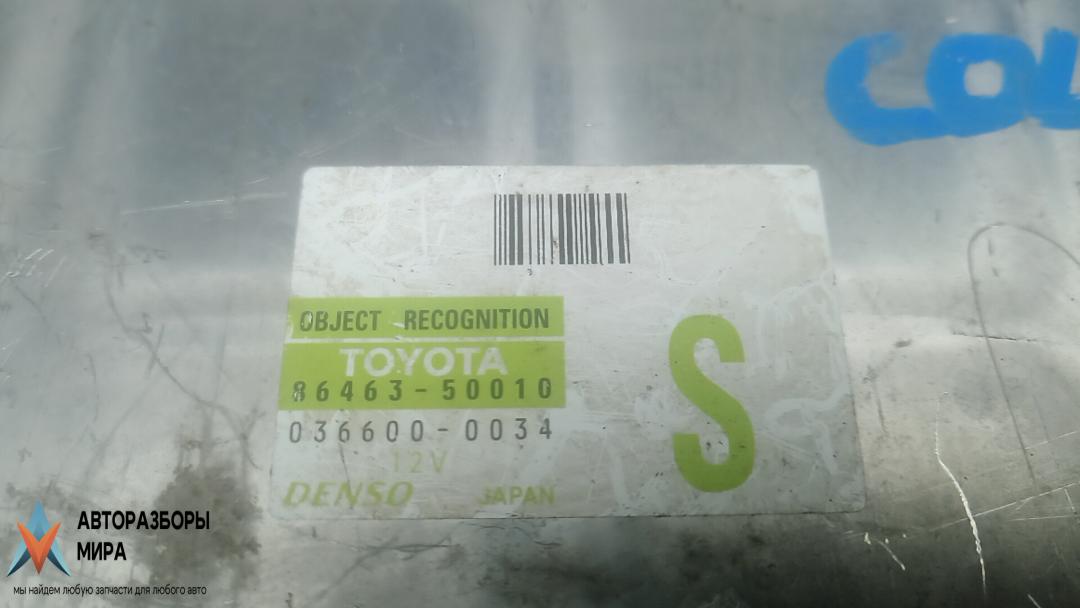 OBJECT RECOGNITION
TOYOTA
86463-50010
036600-0034
12V
DENSO JAPAN
S
АВТОРАЗБОРЫ
МИРА
мы найдем любую запчасти для любого авто